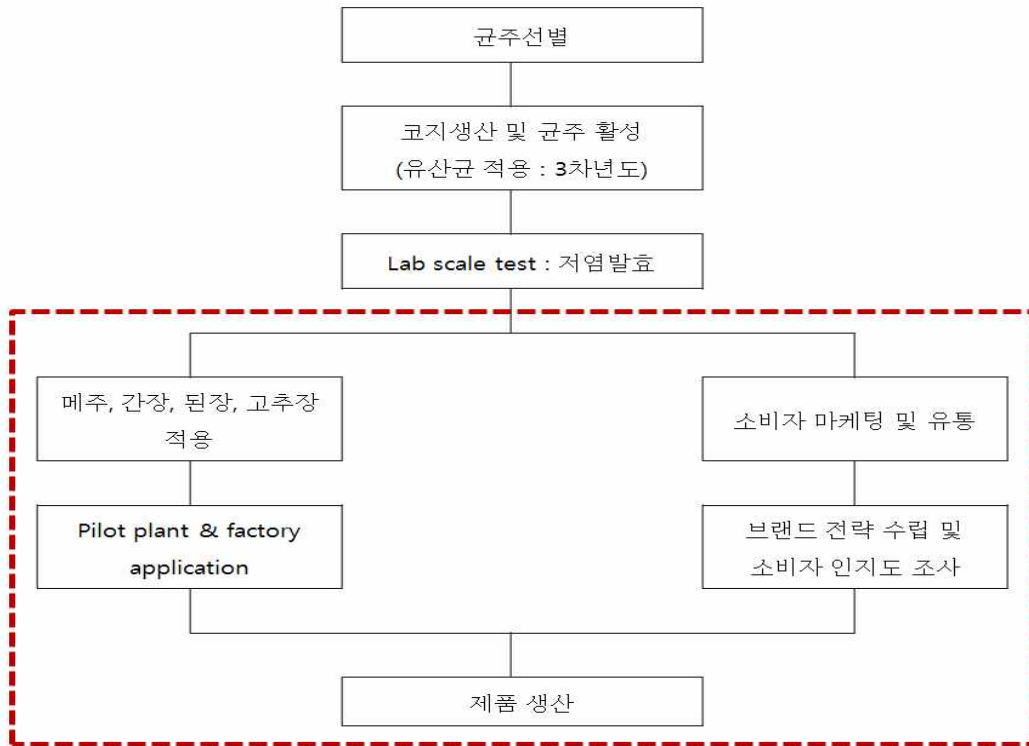 균주선별
코지생산 및 균주 활성
(유산균 적용 : 3차년도)
Lab scale test : 저염발효
메주, 간장, 된장, 고추장
적용
소비자 마케팅 및 유통
Pilot plant & factory
application
브랜드 전략 수립 및
소비자 인지도 조사
제품 생산